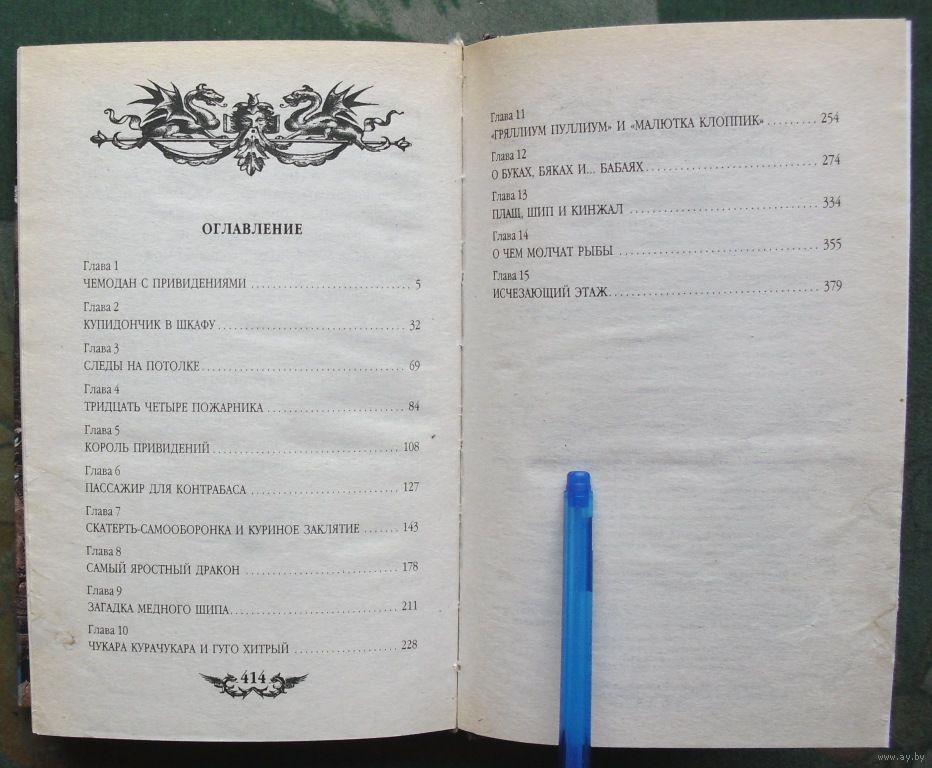 ОГЛАВЛЕНИЕ
Глава 1
ЧЕМОДАН С ПРИВИДЕНИЯМИ ........................ 5
Глава 2
КУПИДОНЧИК В ШКАФУ ........................ 32
Глава 3
СЛЕДЫ НА ПОТОЛКЕ ........................ 69
Глава 4
ТРИДЦАТЬ ЧЕТЫРЕ ПОЖАРНИКА ........................ 84
Глава 5
КОРОЛЬ ПРИВИДЕНИЙ ........................ 108
Глава 6
ПАССАЖИР ДЛЯ КОНТРАБАСА ........................ 127
Глава 7
СКАТЕРТЬ-САМООБОРОНКА И КУРИНОЕ ЗАКЛЯТИЕ ....... 143
Глава 8
САМЫЙ ЯРОСТНЫЙ ДРАКОН ........................ 178
Глава 9
ЗАГАДКА МЕДНОГО ШИПА ........................ 211
Глава 10
ЧУКАРА КУРАЧУКАРА И ГУГО ХИТРЫЙ ................ 228
414
Глава 11
«ГРЯЛЛИУМ ПУЛЛИУМ» И «МАЛЮТКА КЛОППИК» ......... 254
Глава 12
О БУКАХ, БЯКАХ И... БАБАЯХ ........................ 274
Глава 13
ПЛАЩ, ШИП И КИНЖАЛ ........................ 334
Глава 14
О ЧЕМ МОЛЧАТ РЫБЫ ........................ 355
Глава 15
ИСЧЕЗАЮЩИЙ ЭТАЖ ........................ 379
www.ay.by